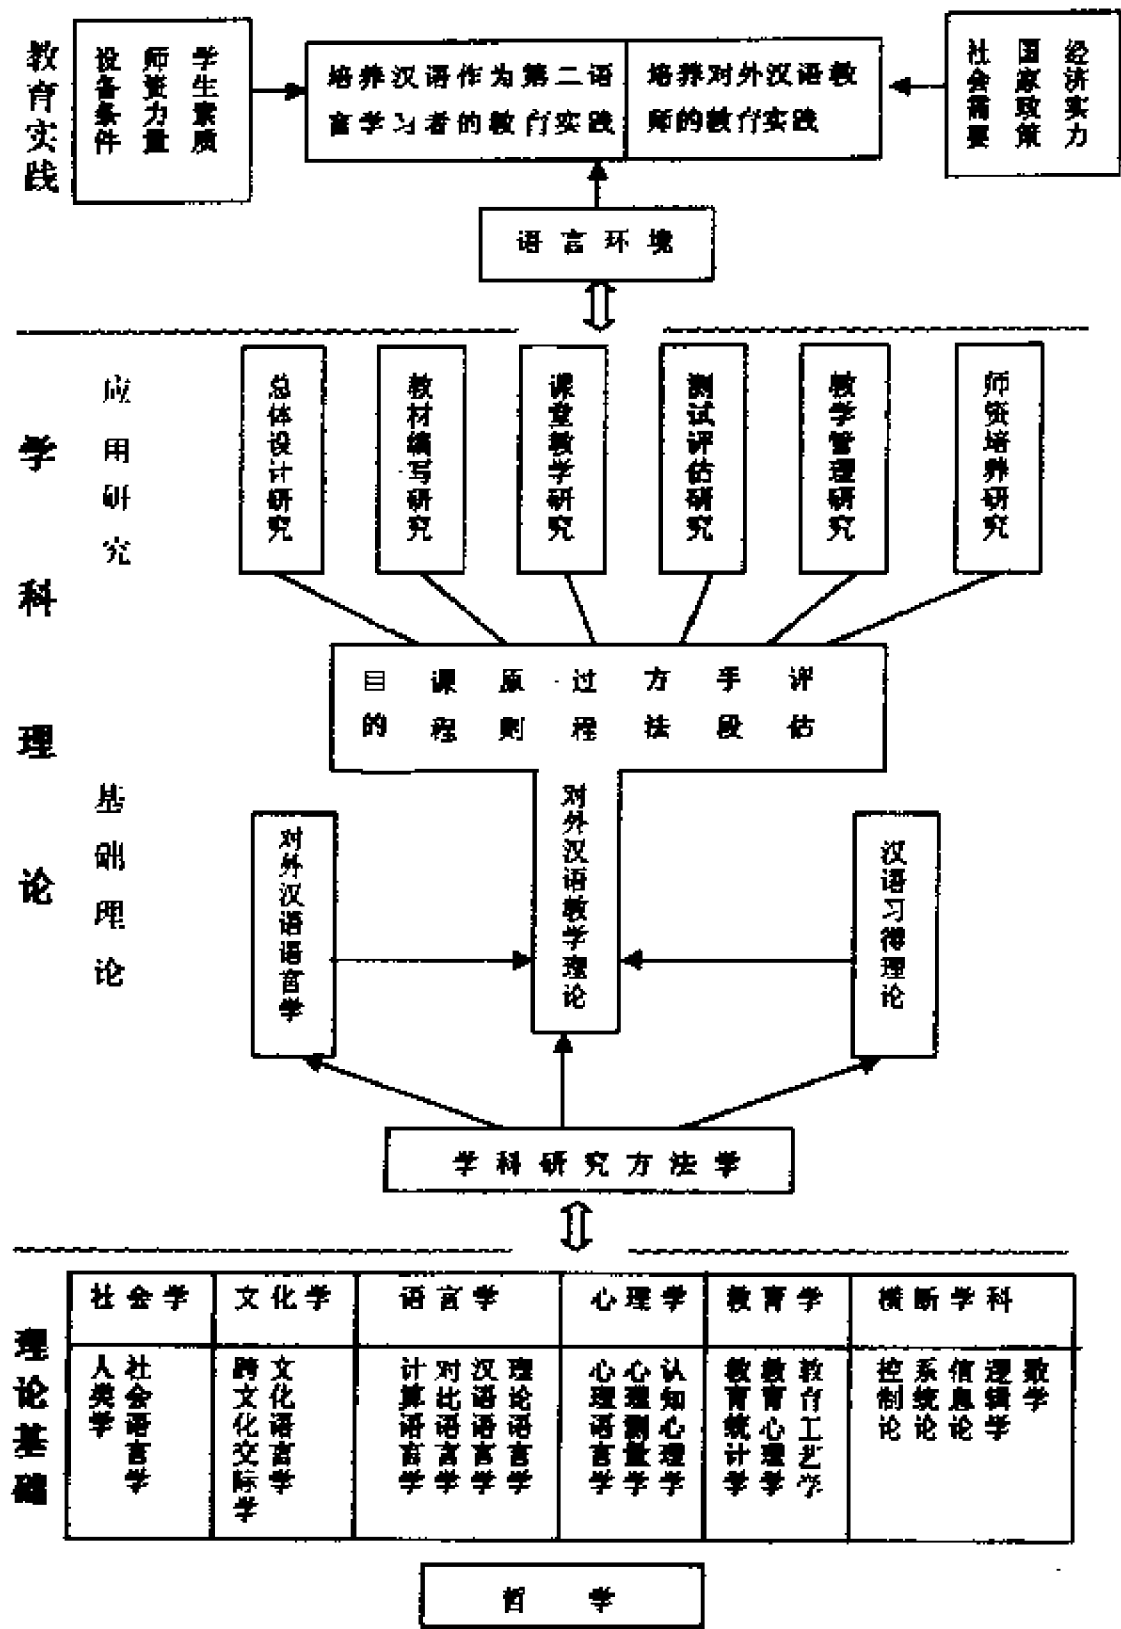 教育实践
设备条件
师资力量
学生素质
培养汉语作为第二语
言学习者的教育实践
培养对外汉语教
师的教育实践
社会需要
国家政策
经济实力
语言环境
学科理论
应用研究
总体设计研究
教材编写研究
课堂教学研究
测试评估研究
教学管理研究
师资培养研究
目的
课程
原则
过程
方法
手段
评估
基础理论
对外汉语语言学
对外汉语教学理论
汉语习得理论
学科研究方法学
理论基础
社会学
文化学
语言学
心理学
教育学
横断学科
人类学
社会语言学
跨文化交际学
文化语言学
计算语言学
对比语言学
汉语语言学
理论语言学
心理语言学
心理测量学
认知心理学
教育统计学
教育心理学
教育工艺学
控制论
系统论
信息论
逻辑学
数学
哲学